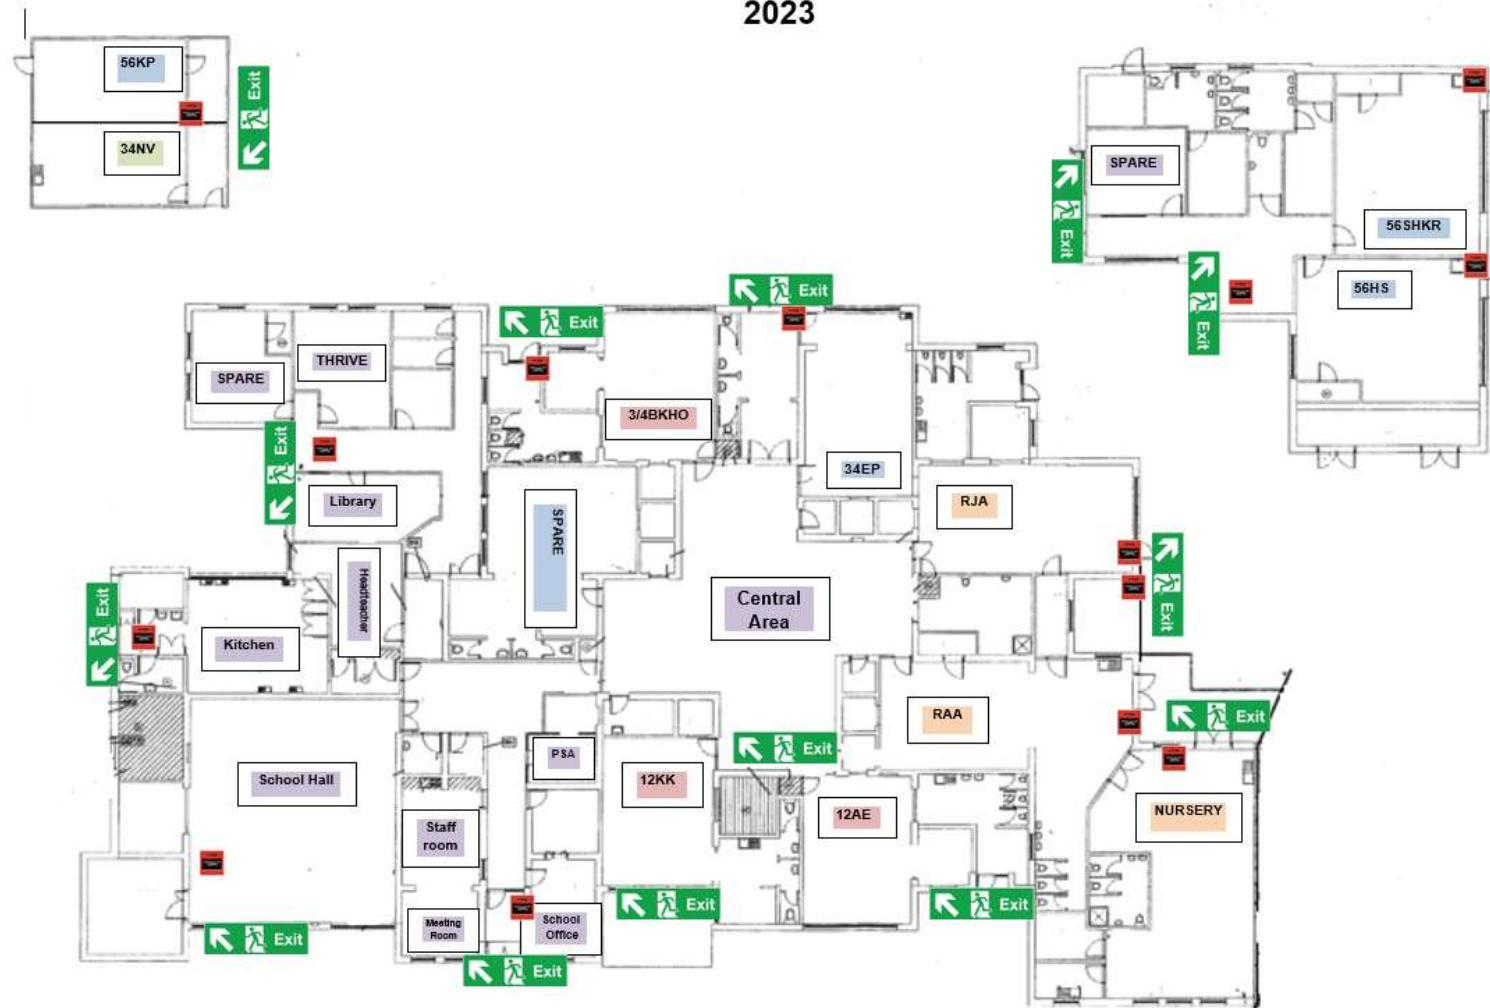 2023
56KP
Exit
34NV
SPARE
Exit
56SHKR
Exit
56HS
Exit
Exit
THRIVE
SPARE
3/4BKHO
Exit
34EP
Library
RJA
SPARE
Exit
Headteacher
Central
Area
Exit
Kitchen
RAA
Exit
Exit
PSA
School Hall
12KK
12AE
NURSERY
Staff
room
Exit
Exit
Meeting
Room
School
Office
Exit
Exit